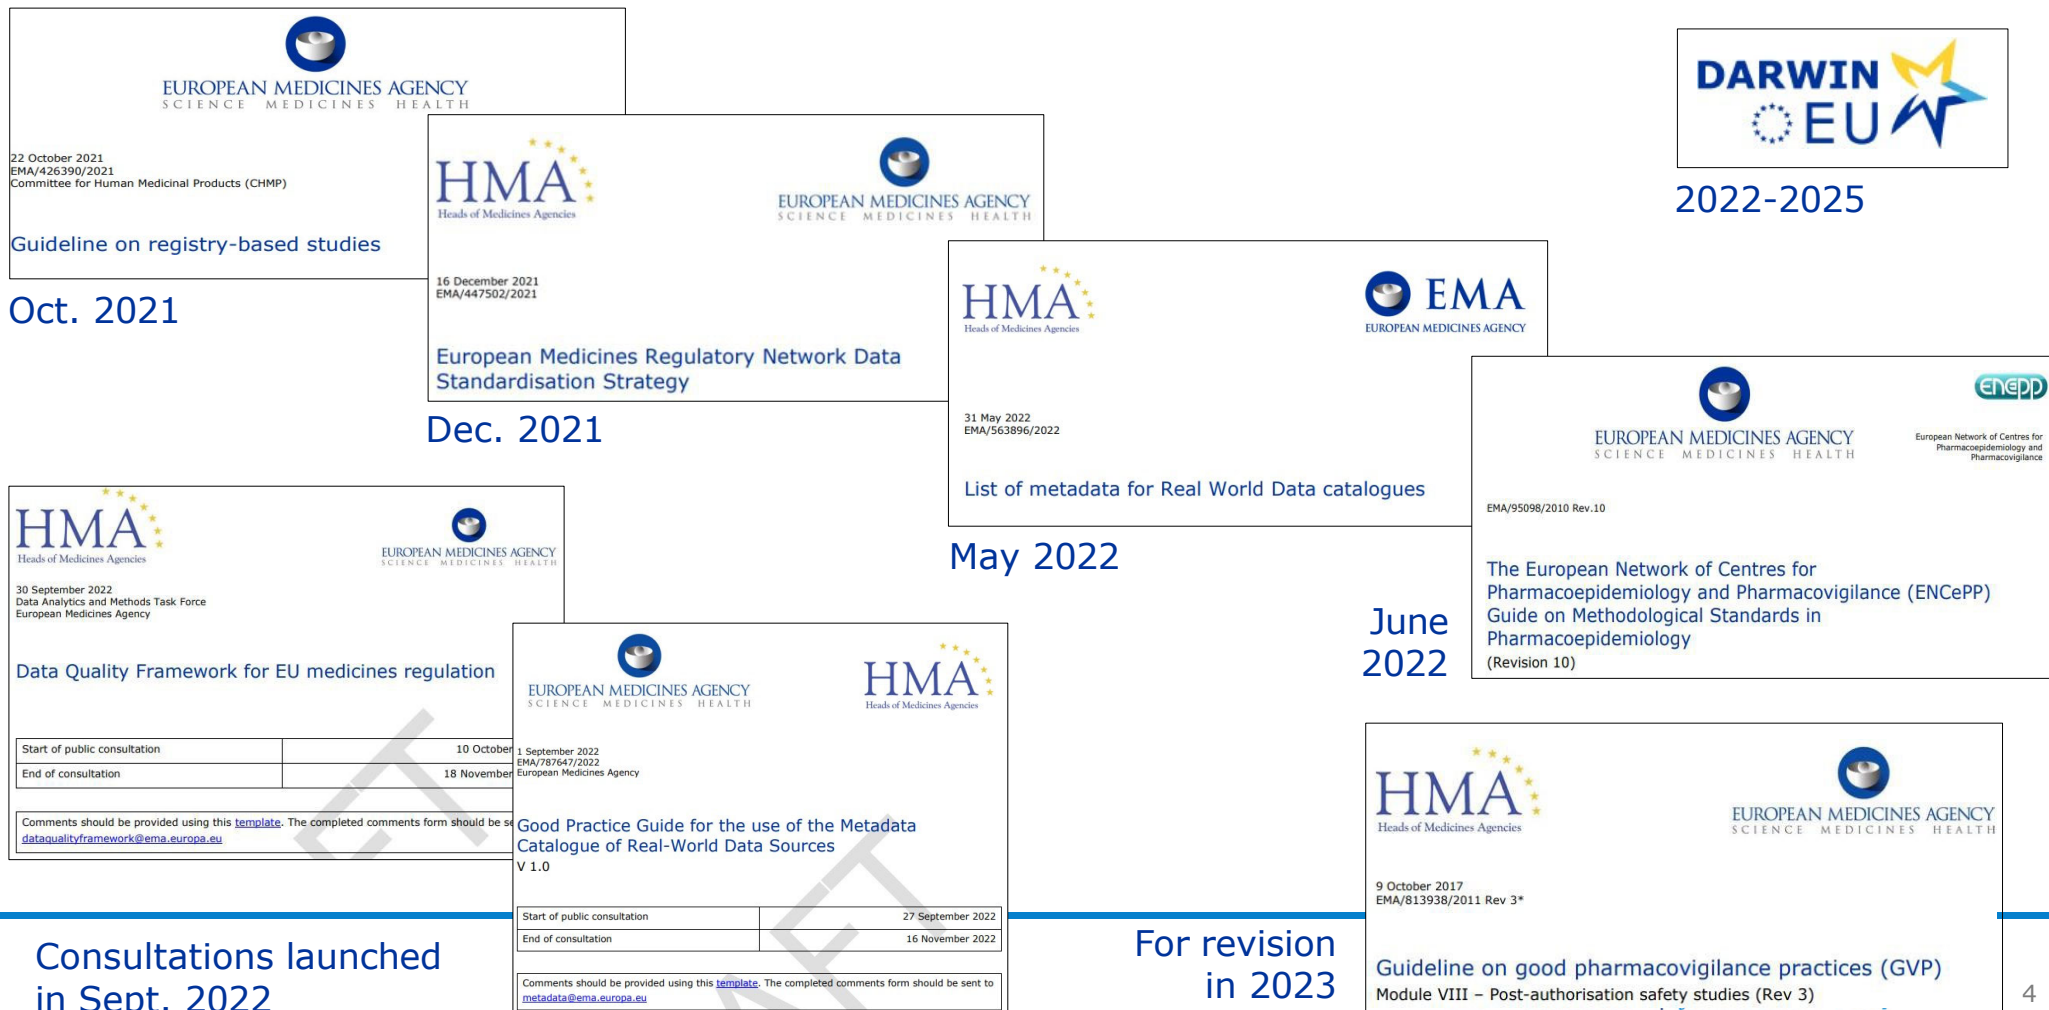 EUROPEAN MEDICINES AGENCY
SCIENCE MEDICINES HEALTH
22 October 2021
EMA/426390/2021
Committee for Human Medicinal Products (CHMP)
Guideline on registry-based studies
Oct. 2021
HMA
Heads of Medicines Agencies
EUROPEAN MEDICINES AGENCY
SCIENCE MEDICINES HEALTH
16 December 2021
EMA/447502/2021
European Medicines Regulatory Network Data
Standardisation Strategy
Dec. 2021
HMA
Heads of Medicines Agencies
EMA
EUROPEAN MEDICINES AGENCY
31 May 2022
EMA/563896/2022
List of metadata for Real World Data catalogues
May 2022
DARWIN
EU
2022-2025
EUROPEAN MEDICINES AGENCY
SCIENCE MEDICINES HEALTH
ENCePP
European Network of Centres for
Pharmacoepidemiology and
Pharmacovigilance
EMA/95098/2010 Rev.10
The European Network of Centres for
Pharmacoepidemiology and Pharmacovigilance (ENCePP)
Guide on Methodological Standards in
Pharmacoepidemiology
(Revision 10)
June
2022
HMA
Heads of Medicines Agencies
EUROPEAN MEDICINES AGENCY
SCIENCE MEDICINES HEALTH
30 September 2022
Data Analytics and Methods Task Force
European Medicines Agency
Data Quality Framework for EU medicines regulation
Start of public consultation 10 October
End of consultation 18 November
Comments should be provided using this template. The completed comments form should be se
dataqualityframework@ema.europa.eu
FT
EUROPEAN MEDICINES AGENCY
SCIENCE MEDICINES HEALTH
HMA
Heads of Medicines Agencies
1 September 2022
EMA/787647/2022
European Medicines Agency
Good Practice Guide for the use of the Metadata
Catalogue of Real-World Data Sources
V 1.0
Start of public consultation 27 September 2022
End of consultation 16 November 2022
Comments should be provided using this template. The completed comments form should be sent to
metadata@ema.europa.eu
AFT
Consultations launched
in Sept. 2022
For revision
in 2023
HMA
Heads of Medicines Agencies
EUROPEAN MEDICINES AGENCY
SCIENCE MEDICINES HEALTH
9 October 2017
EMA/813938/2011 Rev 3*
Guideline on good pharmacovigilance practices (GVP)
Module VIII – Post-authorisation safety studies (Rev 3)
4